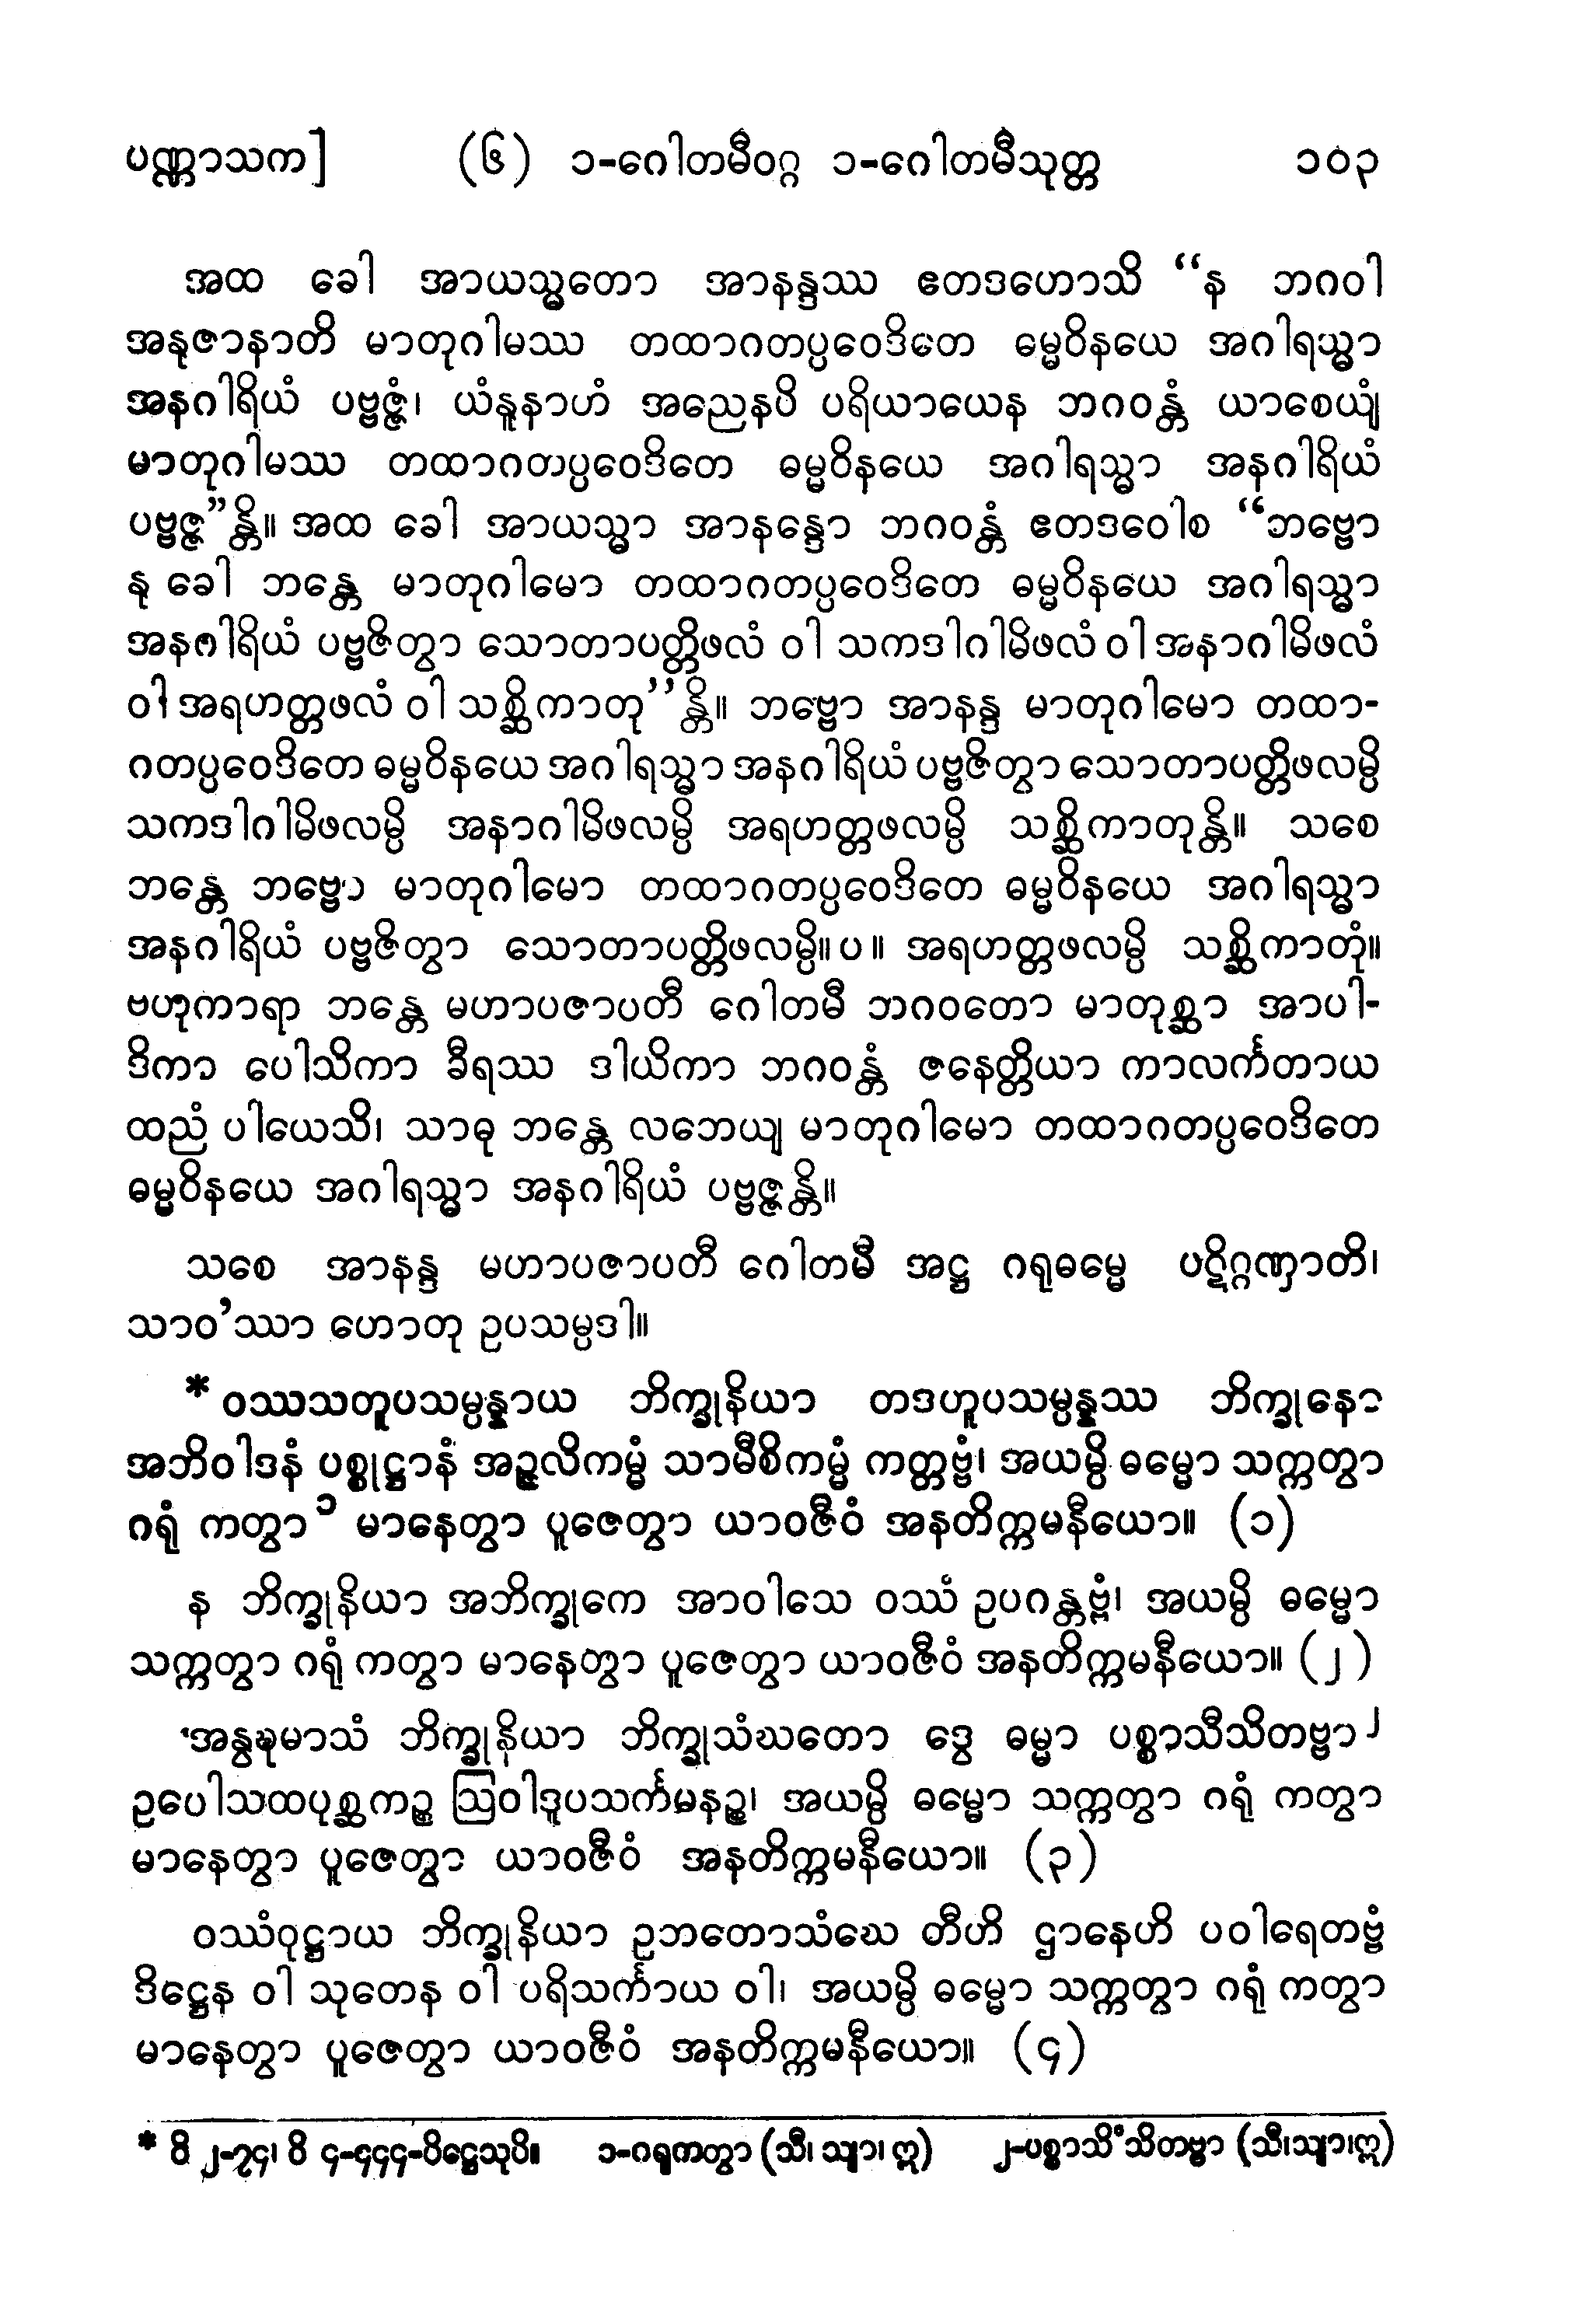 ပဏ္ဏာသက] (၆) ၁-ဂေါတမီဝဂ္ဂ ၁-ဂေါတမီသုတ္တ ၁၀၃
အထ ခေါ အာယသ္မတော အာနန္ဒဿ ဧတဒဟောသိ “န ဘဂဝါ
အနုဇာနာတိ မာတုဂါမဿ တထာဂတပ္ပဝေဒိတေ ဓမ္မဝိနယေ အဂါရသ္မာ
အနဂါရိယံ ပဗ္ဗဇ္ဇံ၊ ယံနူနာဟံ အညေနပိ ပရိယာယေန ဘဂဝန္တံ ယာစေယျံ
မာတုဂါမဿ တထာဂတပ္ပဝေဒိတေ ဓမ္မဝိနယေ အဂါရသ္မာ အနဂါရိယံ
ပဗ္ဗဇ္ဇ”န္တိ။ အထ ခေါ အာယသ္မာ အာနန္ဒော ဘဂဝန္တံ ဧတဒဝေါစ “ဘဗ္ဗော
နု ခေါ ဘန္တေ မာတုဂါမော တထာဂတပ္ပဝေဒိတေ ဓမ္မဝိနယေ အဂါရသ္မာ
အနဂါရိယံ ပဗ္ဗဇိတွာ သောတာပတ္တိဖလံ ဝါ သကဒါဂါမိဖလံ ဝါ အနာဂါမိဖလံ
ဝါ အရဟတ္တဖလံ ဝါ သစ္ဆိကာတု”န္တိ။ ဘဗ္ဗော အာနန္ဒ မာတုဂါမော တထာ-
ဂတပ္ပဝေဒိတေ ဓမ္မဝိနယေ အဂါရသ္မာ အနဂါရိယံ ပဗ္ဗဇိတွာ သောတာပတ္တိဖလမ္ပိ
သကဒါဂါမိဖလမ္ပိ အနာဂါမိဖလမ္ပိ အရဟတ္တဖလမ္ပိ သစ္ဆိကာတုန္တိ။ သစေ
ဘန္တေ ဘဗ္ဗော မာတုဂါမော တထာဂတပ္ပဝေဒိတေ ဓမ္မဝိနယေ အဂါရသ္မာ
အနဂါရိယံ ပဗ္ဗဇိတွာ သောတာပတ္တိဖလမ္ပိ။ပ။ အရဟတ္တဖလမ္ပိ သစ္ဆိကာတုံ။
ဗဟုကာရာ ဘန္တေ မဟာပဇာပတီ ဂေါတမီ ဘဂဝတော မာတုစ္ဆာ အာပါ-
ဒိကာ ပေါသိကာ ခီရဿ ဒါယိကာ ဘဂဝန္တံ ဇနေတ္တိယာ ကာလင်္ကတာယ
ထညံ ပါယေသိ၊ သာဓု ဘန္တေ လဘေယျ မာတုဂါမော တထာဂတပ္ပဝေဒိတေ
ဓမ္မဝိနယေ အဂါရသ္မာ အနဂါရိယံ ပဗ္ဗဇ္ဇန္တိ။
သစေ အာနန္ဒ မဟာပဇာပတီ ဂေါတမီ အဋ္ဌ ဂရုဓမ္မေ ပဋိဂ္ဂဏှာတိ၊
သာဝ’ဿာ ဟောတု ဥပသမ္ပဒါ။
* ဝဿသတူပသမ္ပန္နာယ ဘိက္ခုနိယာ တဒဟူပသမ္ပန္နဿ ဘိက္ခုနော
အဘိဝါဒနံ ပစ္စုဋ္ဌာနံ အဉ္ဇလိကမ္မံ သာမီစိကမ္မံ ကတ္တဗ္ဗံ၊ အယမ္ပိ ဓမ္မော သက္ကတွာ
ဂရုံ ကတွာ ၁ မာနေတွာ ပူဇေတွာ ယာဝဇီဝံ အနတိက္ကမနီယော။ (၁)
န ဘိက္ခုနိယာ အဘိက္ခုကေ အာဝါသေ ဝဿံ ဥပဂန္တဗ္ဗံ၊ အယမ္ပိ ဓမ္မော
သက္ကတွာ ဂရုံ ကတွာ မာနေတွာ ပူဇေတွာ ယာဝဇီဝံ အနတိက္ကမနီယော။ (၂)
အနွဍ္ဎမာသံ ဘိက္ခုနိယာ ဘိက္ခုသံဃတော ဒွေ ဓမ္မာ ပစ္စာသီသိတဗ္ဗာ ၂
ဥပေါသထပုစ္ဆကဉ္စ ဩဝါဒူပသင်္ကမနဉ္စ၊ အယမ္ပိ ဓမ္မော သက္ကတွာ ဂရုံ ကတွာ
မာနေတွာ ပူဇေတွာ ယာဝဇီဝံ အနတိက္ကမနီယော။ (၃)
ဝဿံဝုဋ္ဌာယ ဘိက္ခုနိယာ ဥဘတောသံဃေ တီဟိ ဌာနေဟိ ပဝါရေတဗ္ဗံ
ဒိဋ္ဌေန ဝါ သုတေန ဝါ ပရိသင်္ကာယ ဝါ၊ အယမ္ပိ ဓမ္မော သက္ကတွာ ဂရုံ ကတွာ
မာနေတွာ ပူဇေတွာ ယာဝဇီဝံ အနတိက္ကမနီယော။ (၄)
* ဝိ ၂-၇၄၊ ဝိ ၄-၄၄၄-ပိဋ္ဌေသုပိ။ ၁-ဂရုကတွာ (သီ၊ သျာ၊ ဣ) ၂-ပစ္စာသိံသိတဗ္ဗာ (သီ၊သျာ၊ဣ)